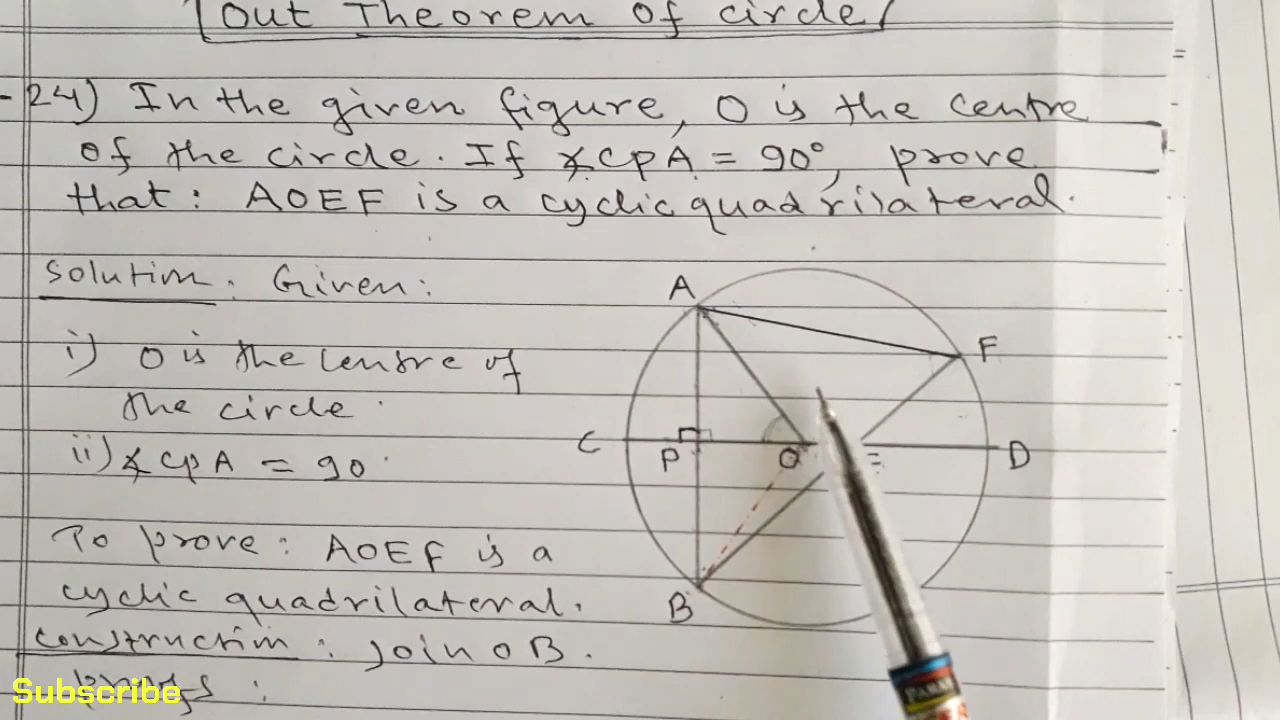 Out Theorem of circle
24) In the given figure, O is the centre
of the circle. If ∡CPA = 90°, prove
that: AOEF is a cyclic quadrilateral.
Solution: Given:
i) O is the centre of
the circle.
ii) ∡CPA = 90°
To prove: AOEF is a
cyclic quadrilateral.
Construction: Join OB.
Subscribe
A
F
C
P
O
E
D
B
PARKER